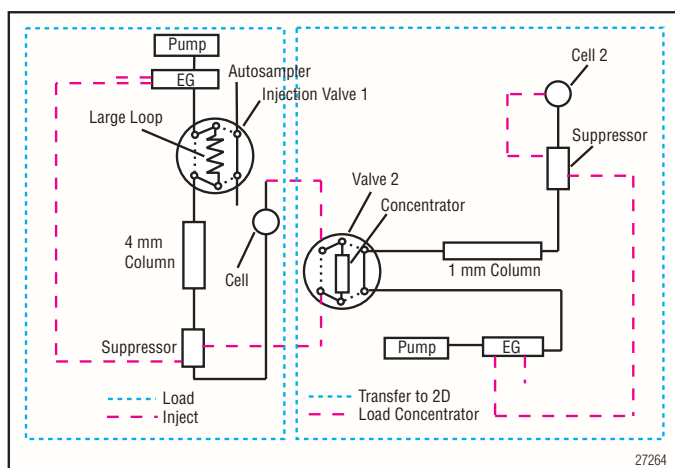 Pump
EG
Autosampler
Injection Valve 1
Large Loop
4 mm
Column
Cell
Suppressor
Load
Inject
Cell 2
Suppressor
Valve 2
Concentrator
1 mm Column
Pump
EG
Transfer to 2D
Load Concentrator
27264